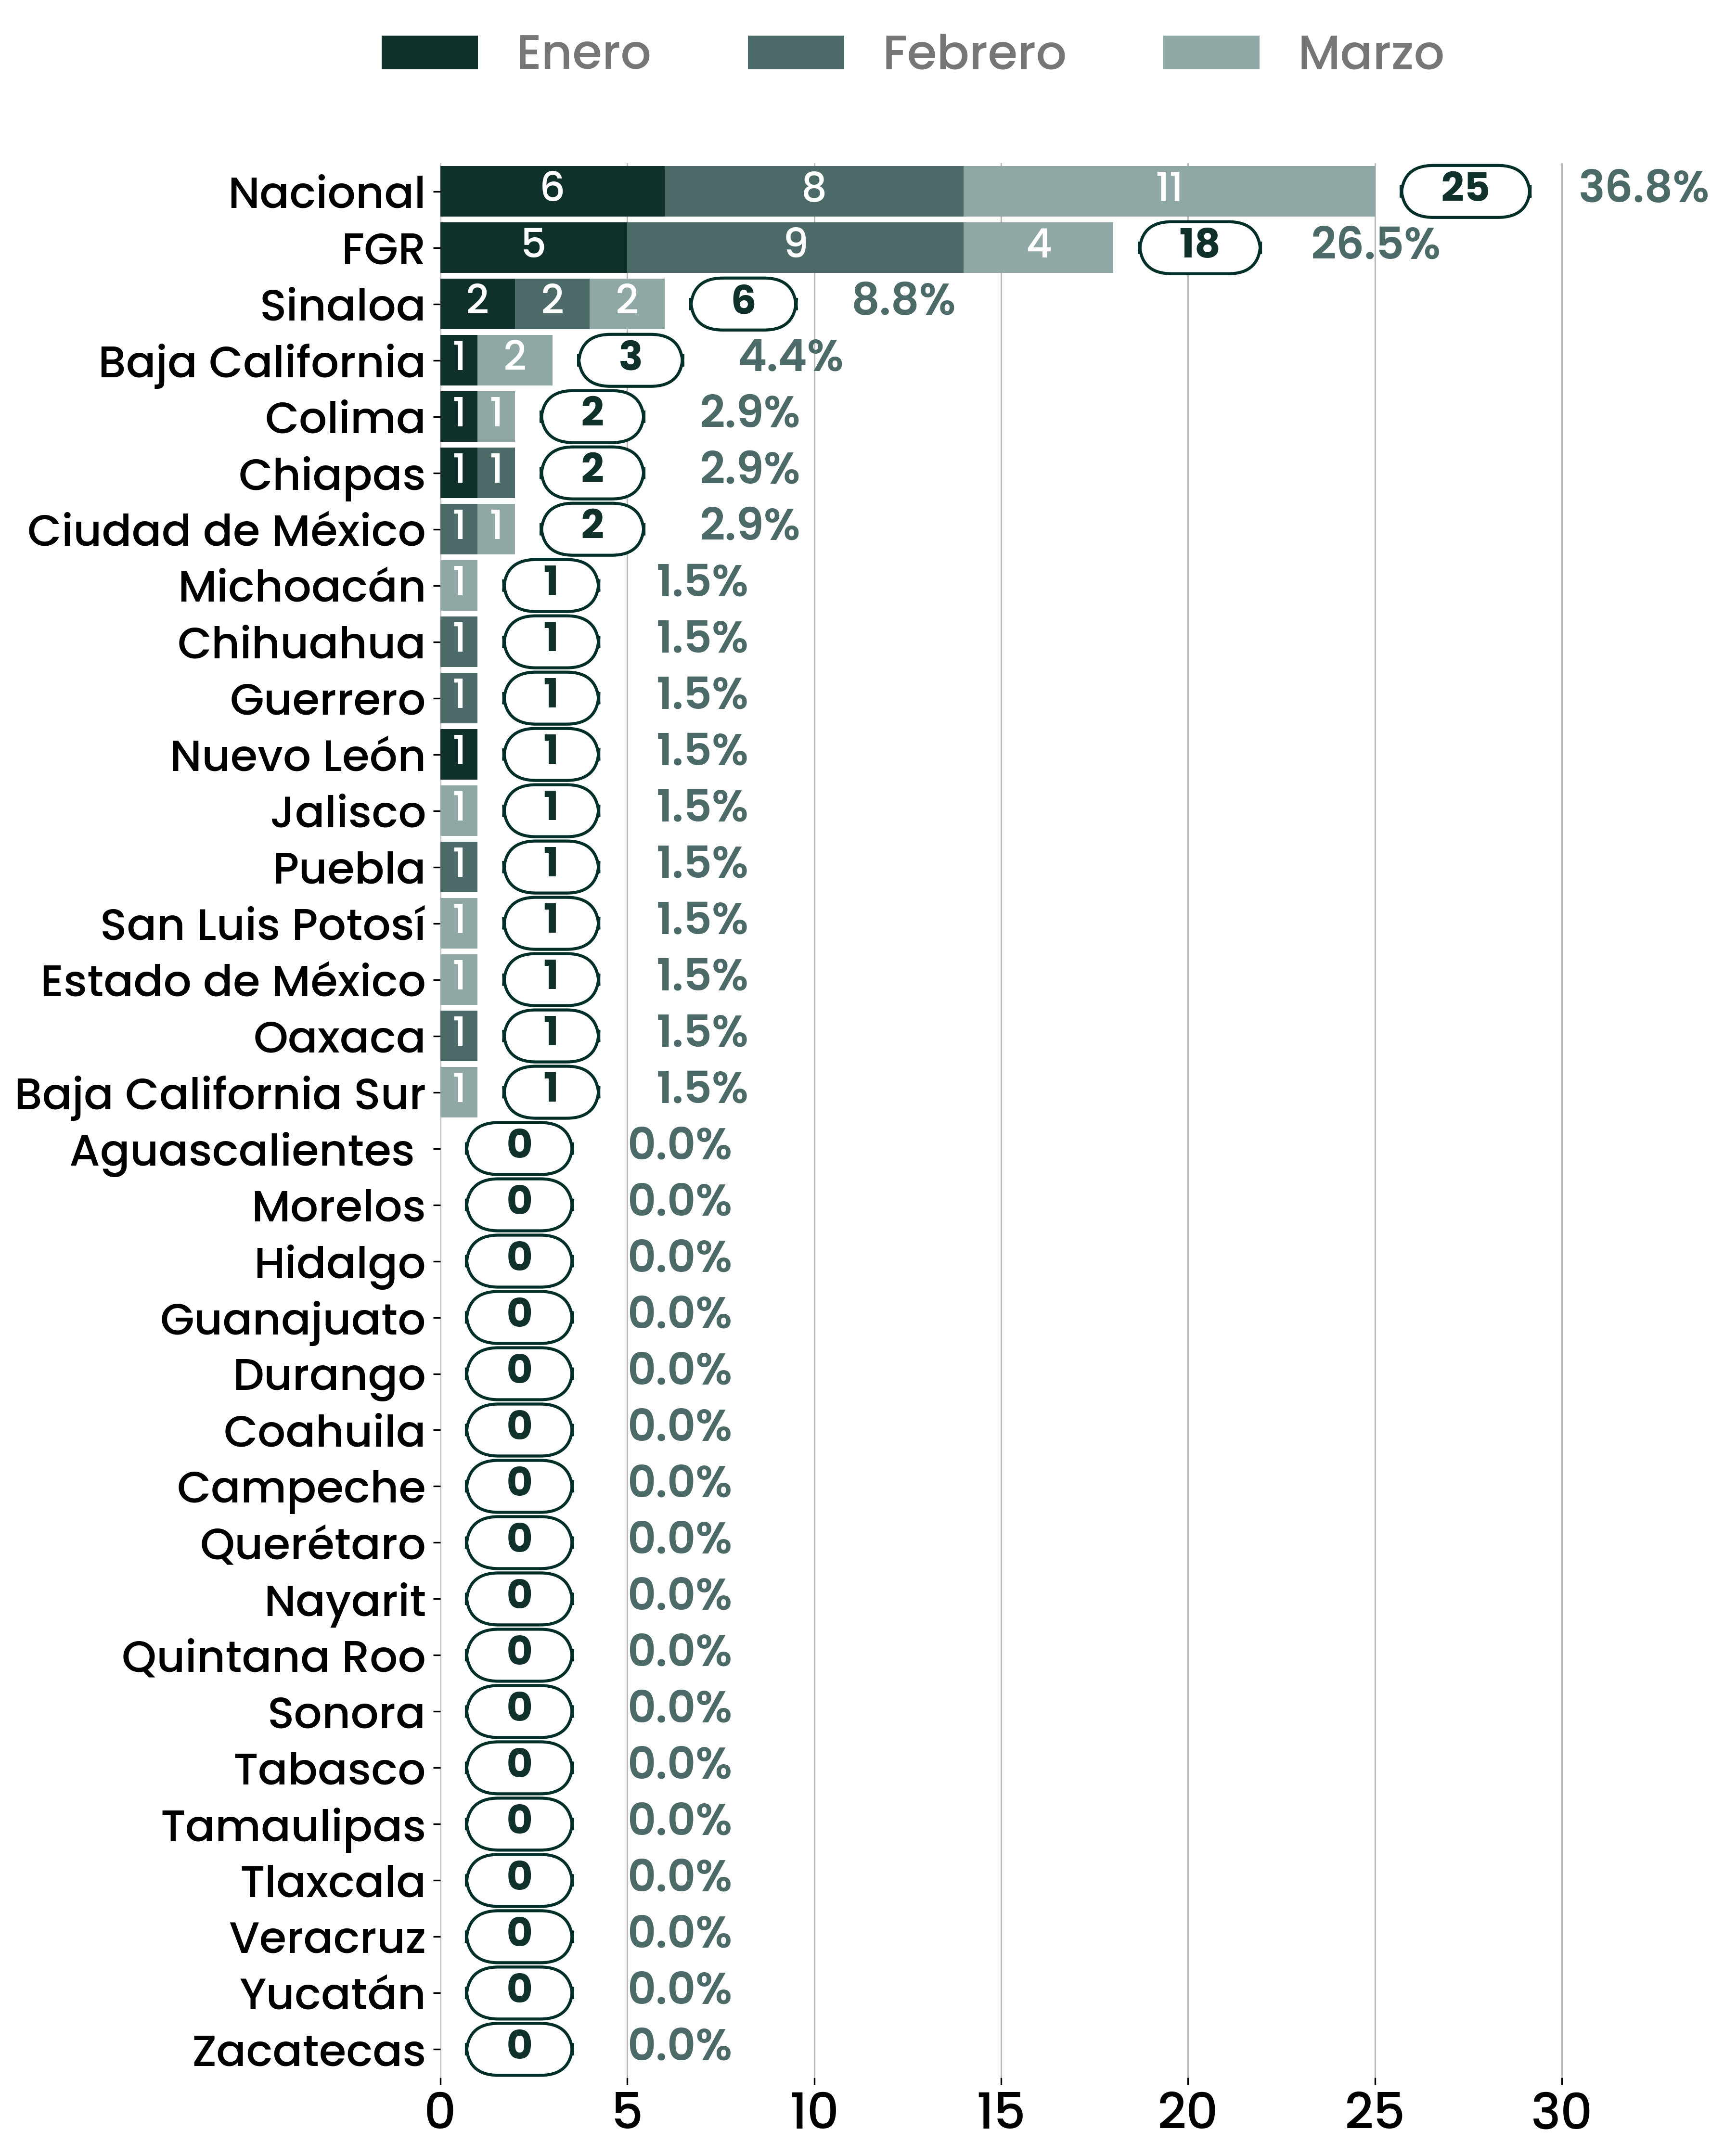 Enero Febrero Marzo
Nacional 6 8 11 25 36.8%
FGR 5 9 4 18 26.5%
Sinaloa 2 2 2 6 8.8%
Baja California 1 2 3 4.4%
Colima 1 1 2 2.9%
Chiapas 1 1 2 2.9%
Ciudad de México 1 1 2 2.9%
Michoacán 1 1 1.5%
Chihuahua 1 1 1.5%
Guerrero 1 1 1.5%
Nuevo León 1 1 1.5%
Jalisco 1 1 1.5%
Puebla 1 1 1.5%
San Luis Potosí 1 1 1.5%
Estado de México 1 1 1.5%
Oaxaca 1 1 1.5%
Baja California Sur 1 1 1.5%
Aguascalientes 0 0.0%
Morelos 0 0.0%
Hidalgo 0 0.0%
Guanajuato 0 0.0%
Durango 0 0.0%
Coahuila 0 0.0%
Campeche 0 0.0%
Querétaro 0 0.0%
Nayarit 0 0.0%
Quintana Roo 0 0.0%
Sonora 0 0.0%
Tabasco 0 0.0%
Tamaulipas 0 0.0%
Tlaxcala 0 0.0%
Veracruz 0 0.0%
Yucatán 0 0.0%
Zacatecas 0 0.0%
0 5 10 15 20 25 30